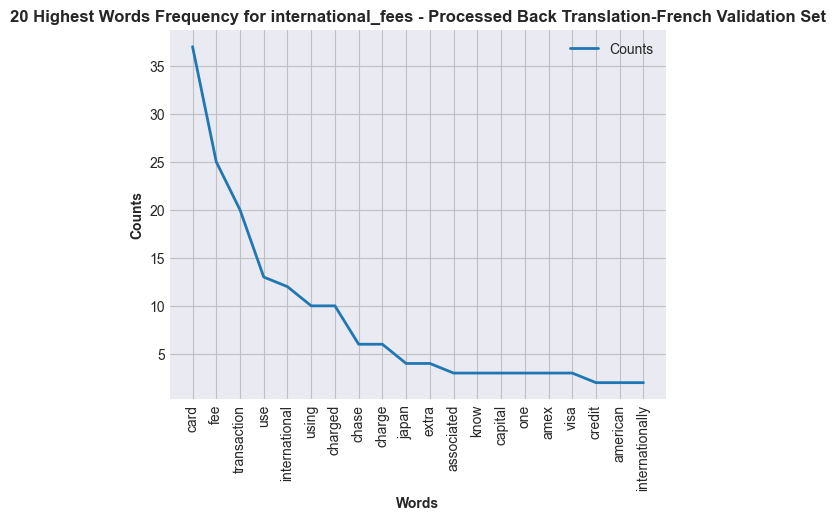 20 Highest Words Frequency for international_fees - Processed Back Translation-French Validation Set
Counts
35
30
25
20
15
10
5
Counts
card
fee
transaction
use
international
using
charged
chase
charge
japan
extra
associated
know
capital
one
amex
visa
credit
american
internationally
Words